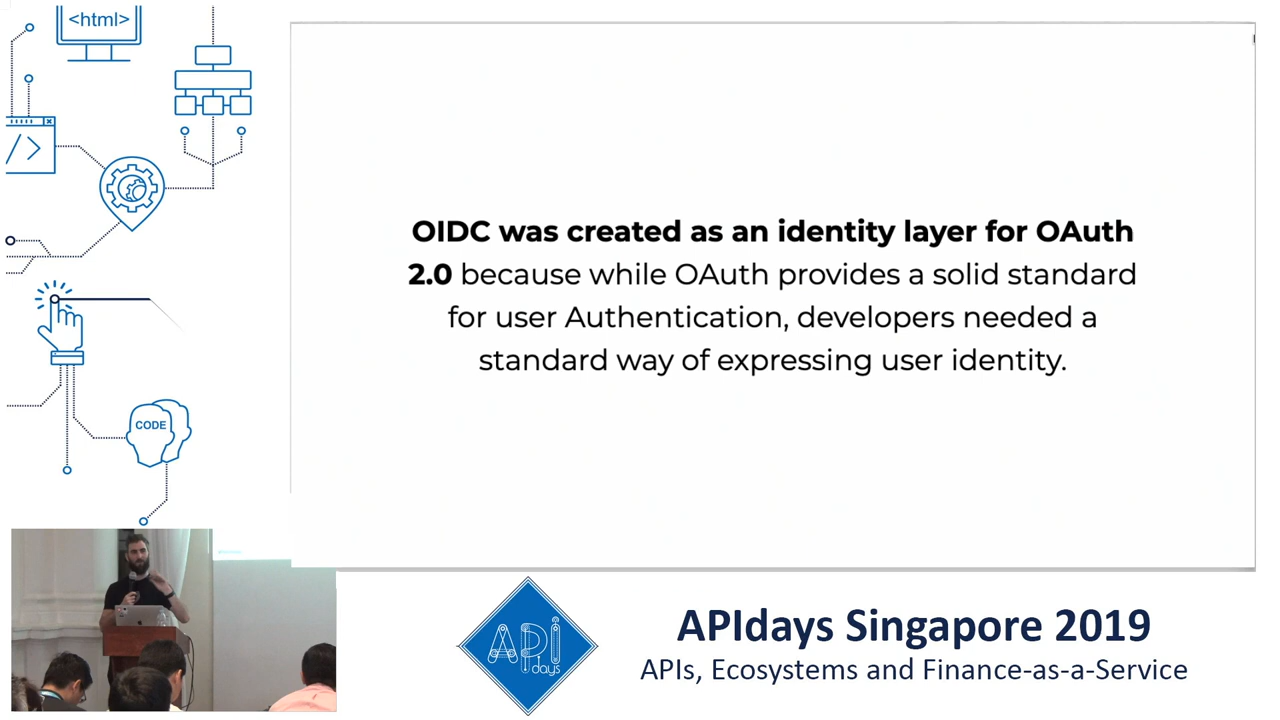 <html>
OIDC was created as an identity layer for OAuth
2.0 because while OAuth provides a solid standard
for user Authentication, developers needed a
standard way of expressing user identity.
</>
CODE
API
days
APIdays Singapore 2019
APIs, Ecosystems and Finance-as-a-Service